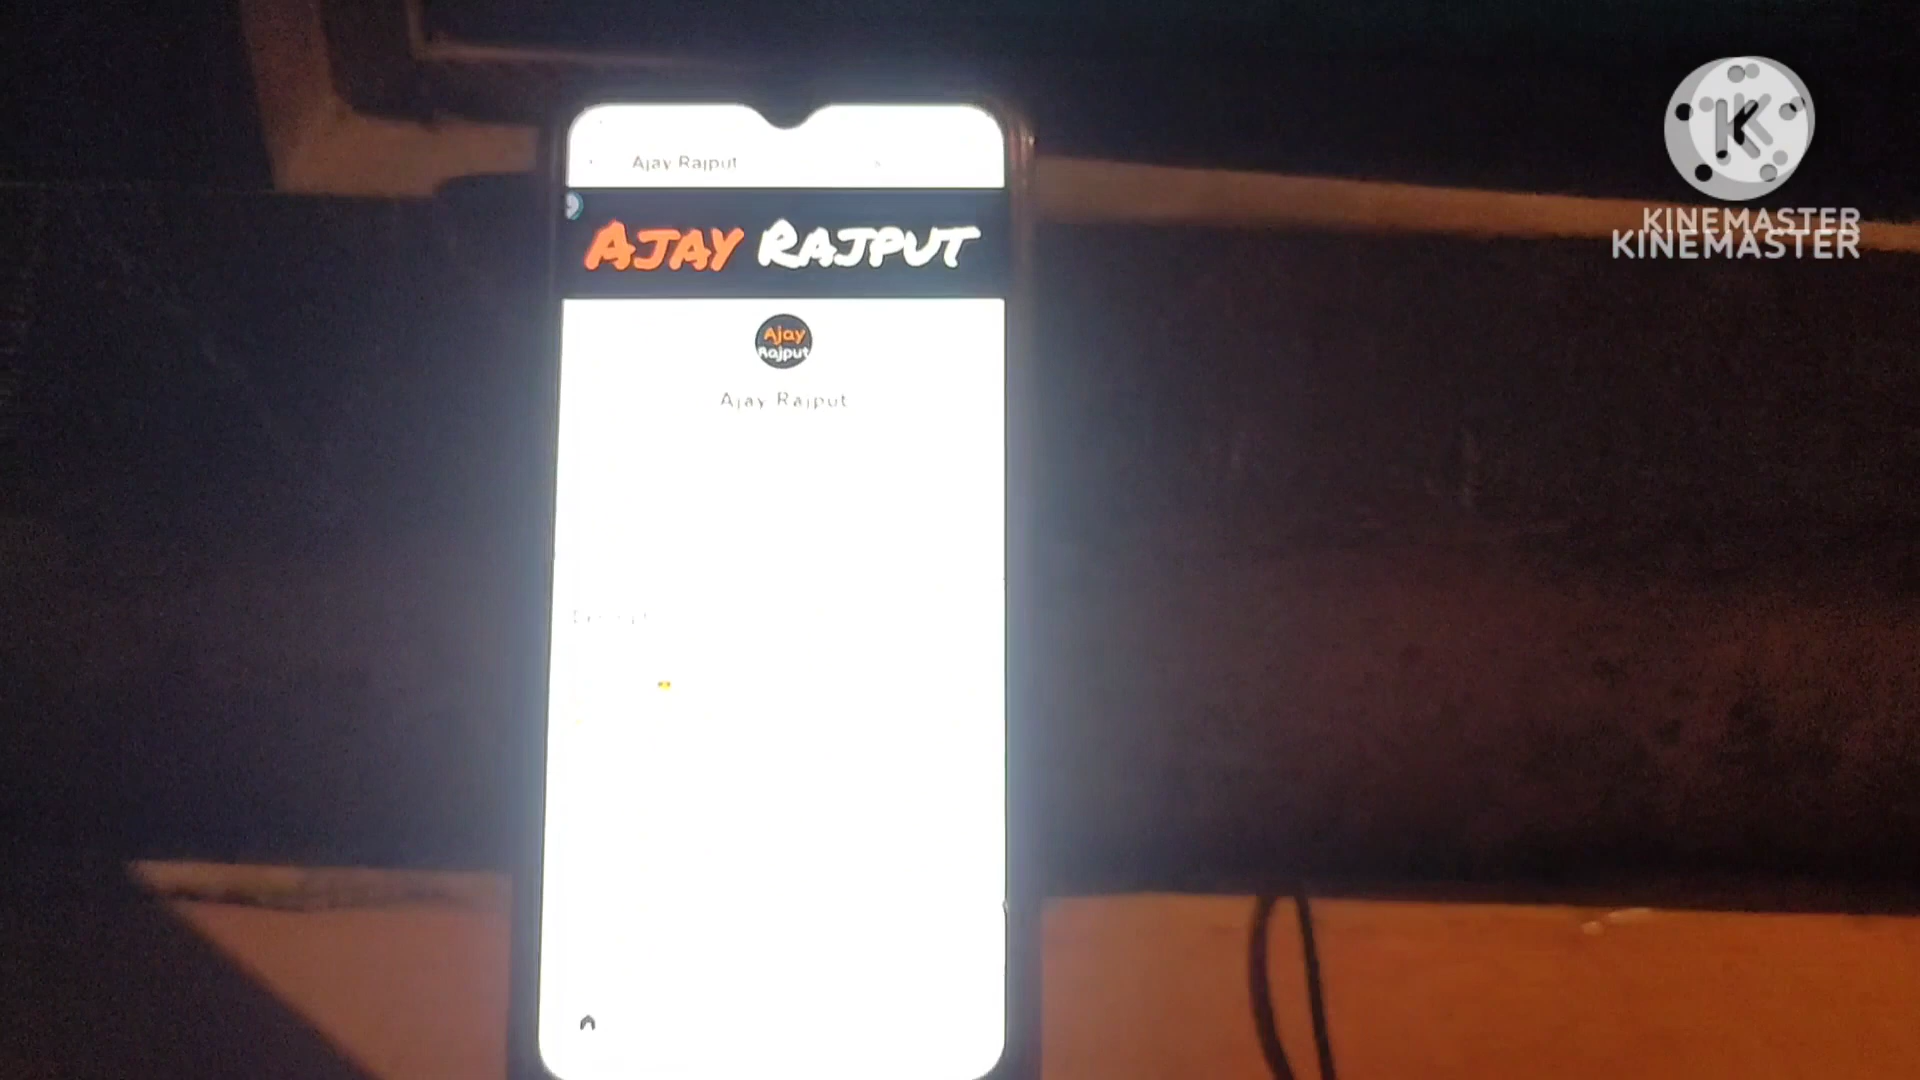 Ajay Rajput
AJAY RAJPUT
Ajay
Rajput
Ajay Rajput
KINEMASTER
KINEMASTER